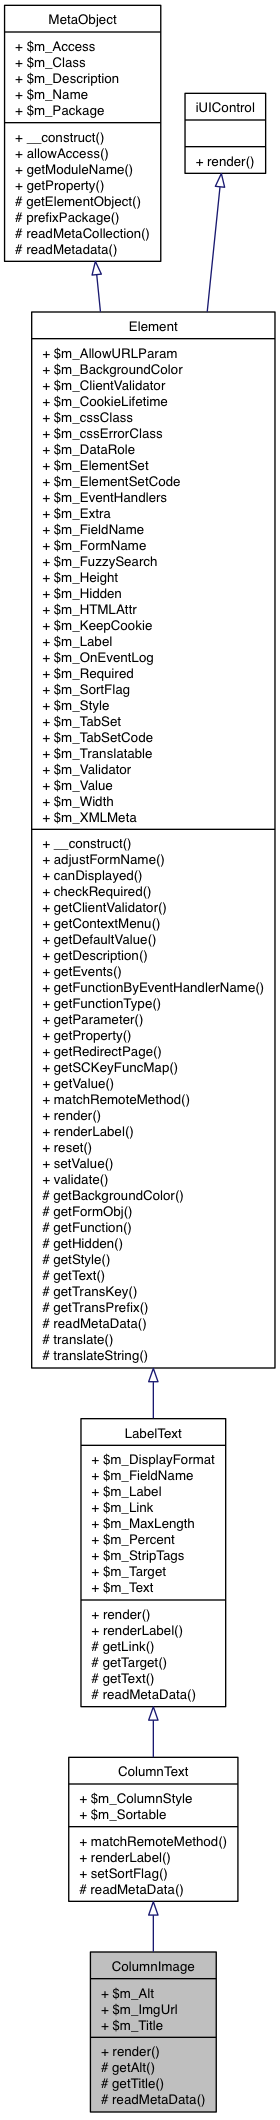 MetaObject
+ $m_Access
+ $m_Class
+ $m_Description
+ $m_Name
+ $m_Package
+ __construct()
+ allowAccess()
+ getModuleName()
+ getProperty()
# getElementObject()
# prefixPackage()
# readMetaCollection()
# readMetadata()
iUIControl
+ render()
Element
+ $m_AllowURLParam
+ $m_BackgroundColor
+ $m_ClientValidator
+ $m_CookieLifetime
+ $m_cssClass
+ $m_cssErrorClass
+ $m_DataRole
+ $m_ElementSet
+ $m_ElementSetCode
+ $m_EventHandlers
+ $m_Extra
+ $m_FieldName
+ $m_FormName
+ $m_FuzzySearch
+ $m_Height
+ $m_Hidden
+ $m_HTMLAttr
+ $m_KeepCookie
+ $m_Label
+ $m_OnEventLog
+ $m_Required
+ $m_SortFlag
+ $m_Style
+ $m_TabSet
+ $m_TabSetCode
+ $m_Translatable
+ $m_Validator
+ $m_Value
+ $m_Width
+ $m_XMLMeta
+ __construct()
+ adjustFormName()
+ canDisplayed()
+ checkRequired()
+ getClientValidator()
+ getContextMenu()
+ getDefaultValue()
+ getDescription()
+ getEvents()
+ getFunctionByEventHandlerName()
+ getFunctionType()
+ getParameter()
+ getProperty()
+ getRedirectPage()
+ getSCKeyFuncMap()
+ getValue()
+ matchRemoteMethod()
+ render()
+ renderLabel()
+ reset()
+ setValue()
+ validate()
# getBackgroundColor()
# getFormObj()
# getFunction()
# getHidden()
# getStyle()
# getText()
# getTransKey()
# getTransPrefix()
# readMetaData()
# translate()
# translateString()
LabelText
+ $m_DisplayFormat
+ $m_FieldName
+ $m_Label
+ $m_Link
+ $m_MaxLength
+ $m_Percent
+ $m_StripTags
+ $m_Target
+ $m_Text
+ render()
+ renderLabel()
# getLink()
# getTarget()
# getText()
# readMetaData()
ColumnText
+ $m_ColumnStyle
+ $m_Sortable
+ matchRemoteMethod()
+ renderLabel()
+ setSortFlag()
# readMetaData()
ColumnImage
+ $m_Alt
+ $m_ImgUrl
+ $m_Title
+ render()
# getAlt()
# getTitle()
# readMetaData()